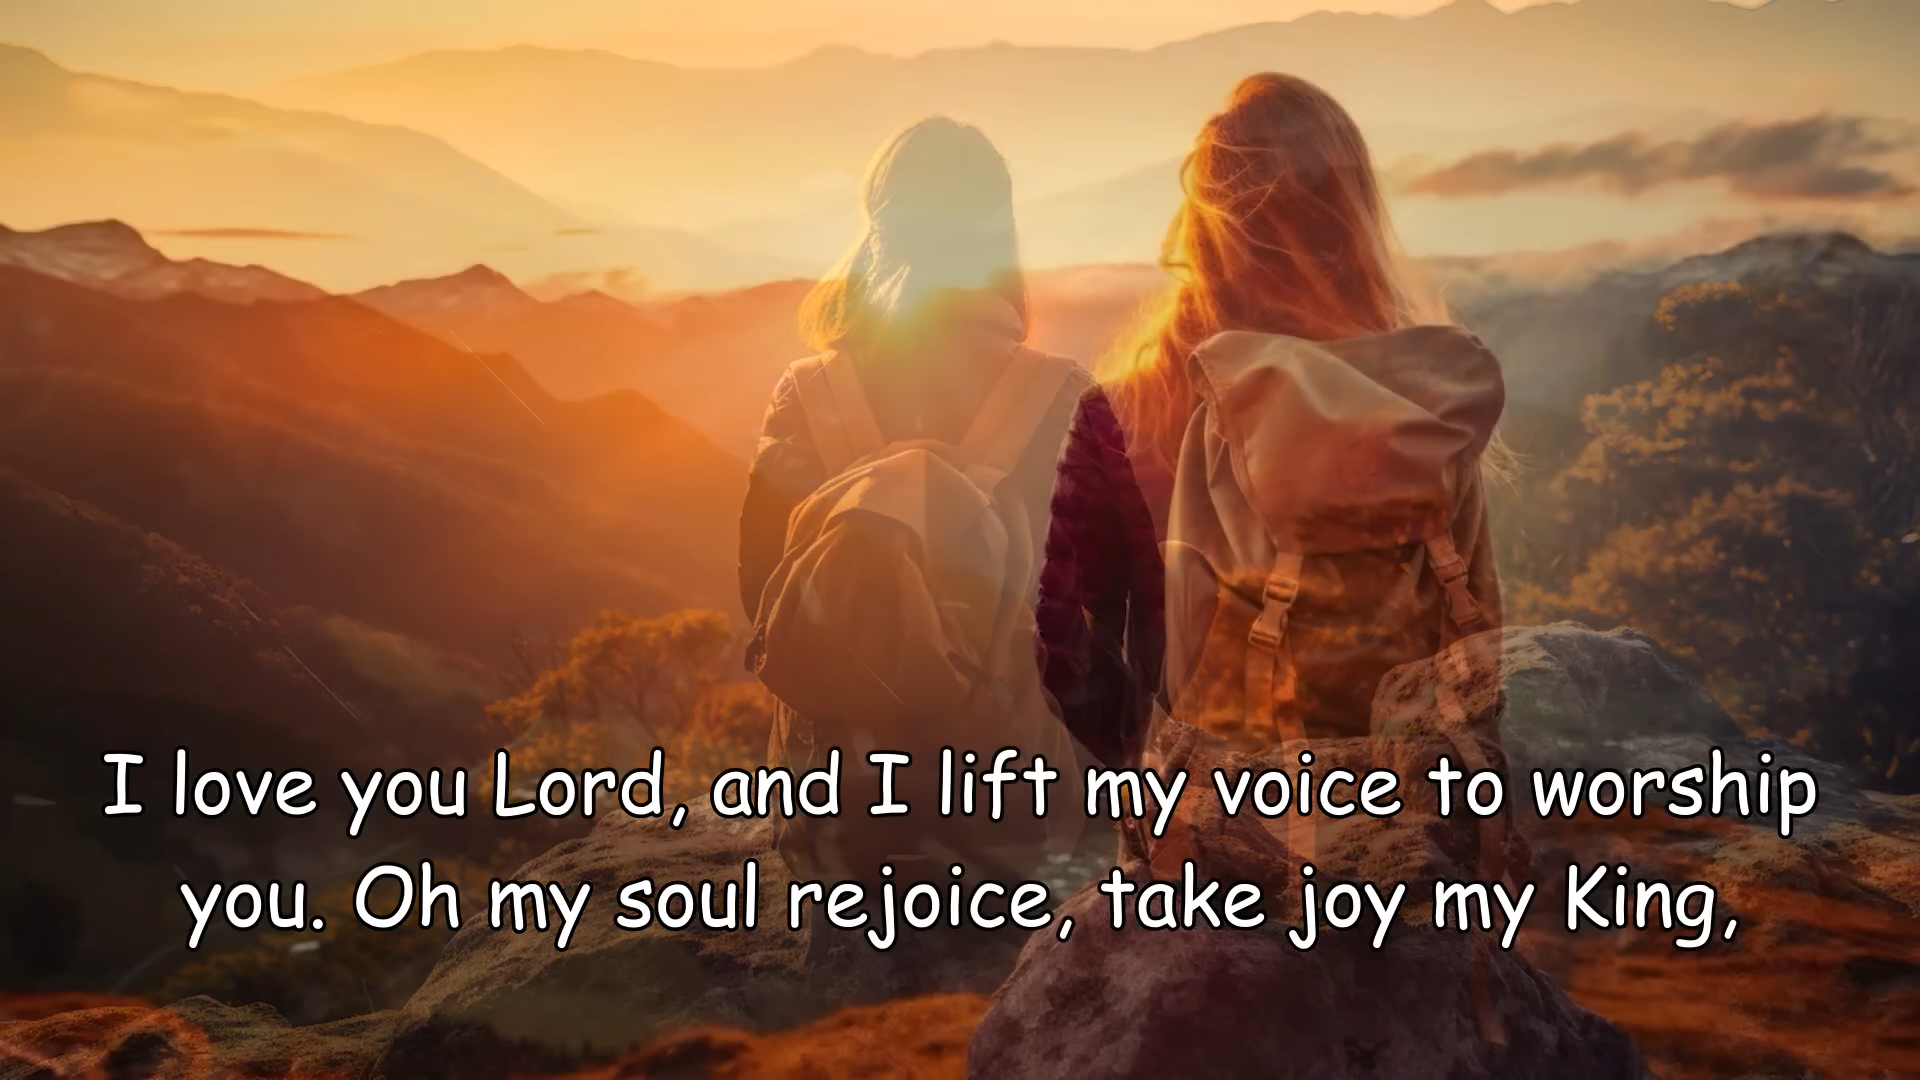 I love you Lord, and I lift my voice to worship
you. Oh my soul rejoice, take joy my King,